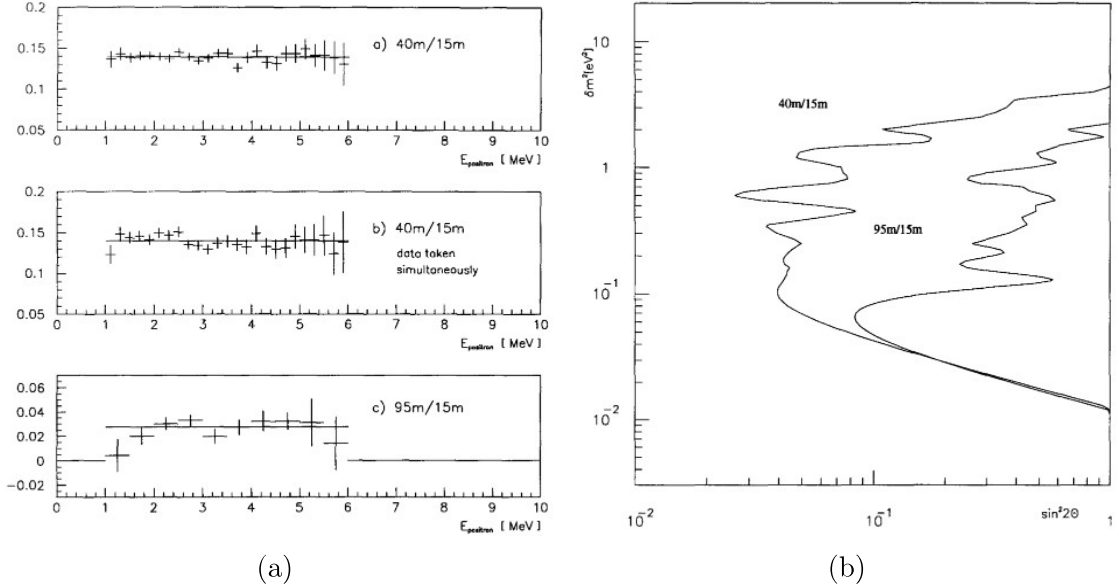 0.2
0.15
0.1
0.05
a) 40m/15m
0 1 2 3 4 5 6 7 8 9 10
E_positron [ MeV ]
0.2
0.15
0.1
0.05
b) 40m/15m
data taken
simultaneously
0 1 2 3 4 5 6 7 8 9 10
E_positron [ MeV ]
0.06
0.04
0.02
0
-0.02
c) 95m/15m
0 1 2 3 4 5 6 7 8 9 10
E_positron [ MeV ]
(a)
δm²(eV²)
10
1
10⁻¹
10⁻²
40m/15m
95m/15m
10⁻² 10⁻¹ sin²2Θ 1
(b)